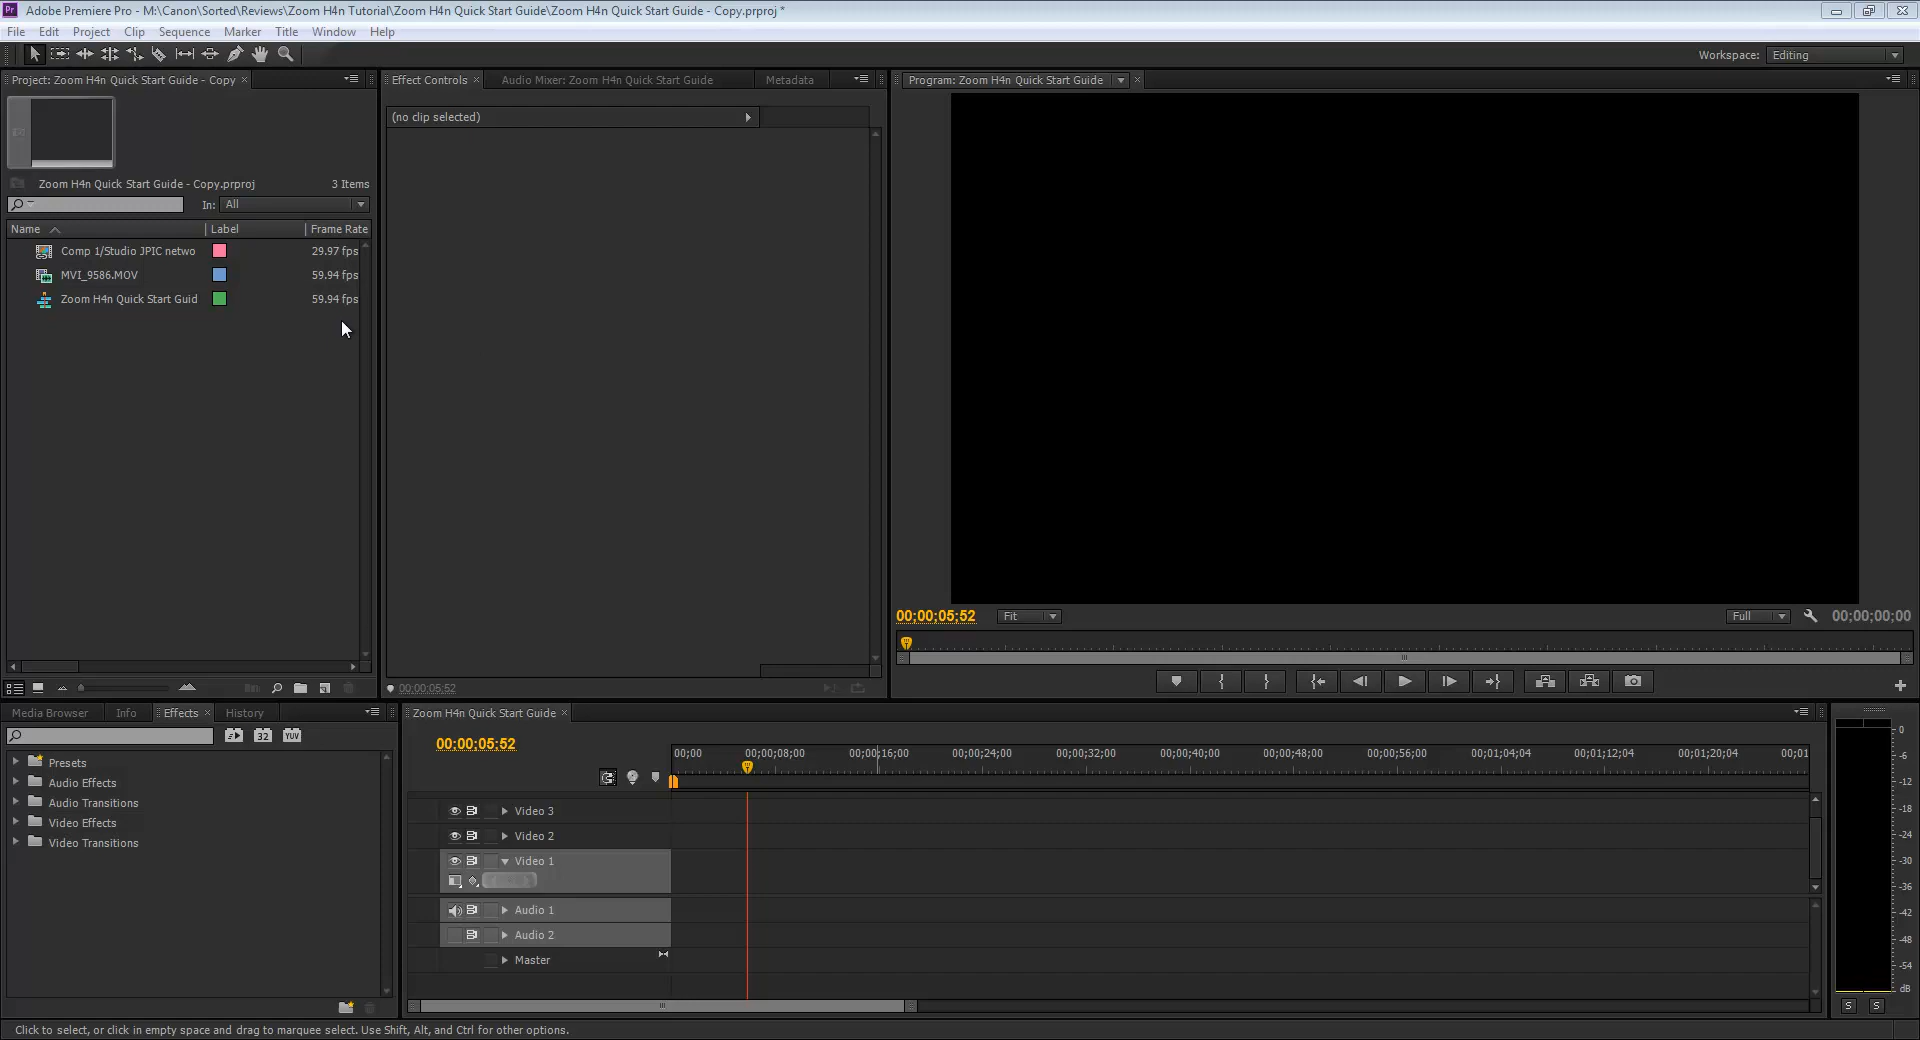 Pr Adobe Premiere Pro - M:\Canon\Sorted\Reviews\Zoom H4n Tutorial\Zoom H4n Quick Start Guide\Zoom H4n Quick Start Guide - Copy.prproj *
File Edit Project Clip Sequence Marker Title Window Help
Workspace: Editing
Project: Zoom H4n Quick Start Guide - Copy
Effect Controls Audio Mixer: Zoom H4n Quick Start Guide Metadata
Program: Zoom H4n Quick Start Guide
(no clip selected)
Zoom H4n Quick Start Guide - Copy.prproj 3 Items
In: All
Name Label Frame Rate
Comp 1/Studio JPIC netwo 29.97 fps
MVI_9586.MOV 59.94 fps
Zoom H4n Quick Start Guid 59.94 fps
00;00;05;52 Fit Full 00;00;00;00
00;00;05;52
Media Browser Info Effects History
32 YUV
Presets
Audio Effects
Audio Transitions
Video Effects
Video Transitions
Zoom H4n Quick Start Guide
00;00;05;52
00;00 00;00;08;00 00;00;16;00 00;00;24;00 00;00;32;00 00;00;40;00 00;00;48;00 00;00;56;00 00;01;04;04 00;01;12;04 00;01;20;04 00;01
Video 3
Video 2
Video 1
Audio 1
Audio 2
Master
0
-6
-12
-18
-24
-30
-36
-42
-48
-54
dB
S S
Click to select, or click in empty space and drag to marquee select. Use Shift, Alt, and Ctrl for other options.